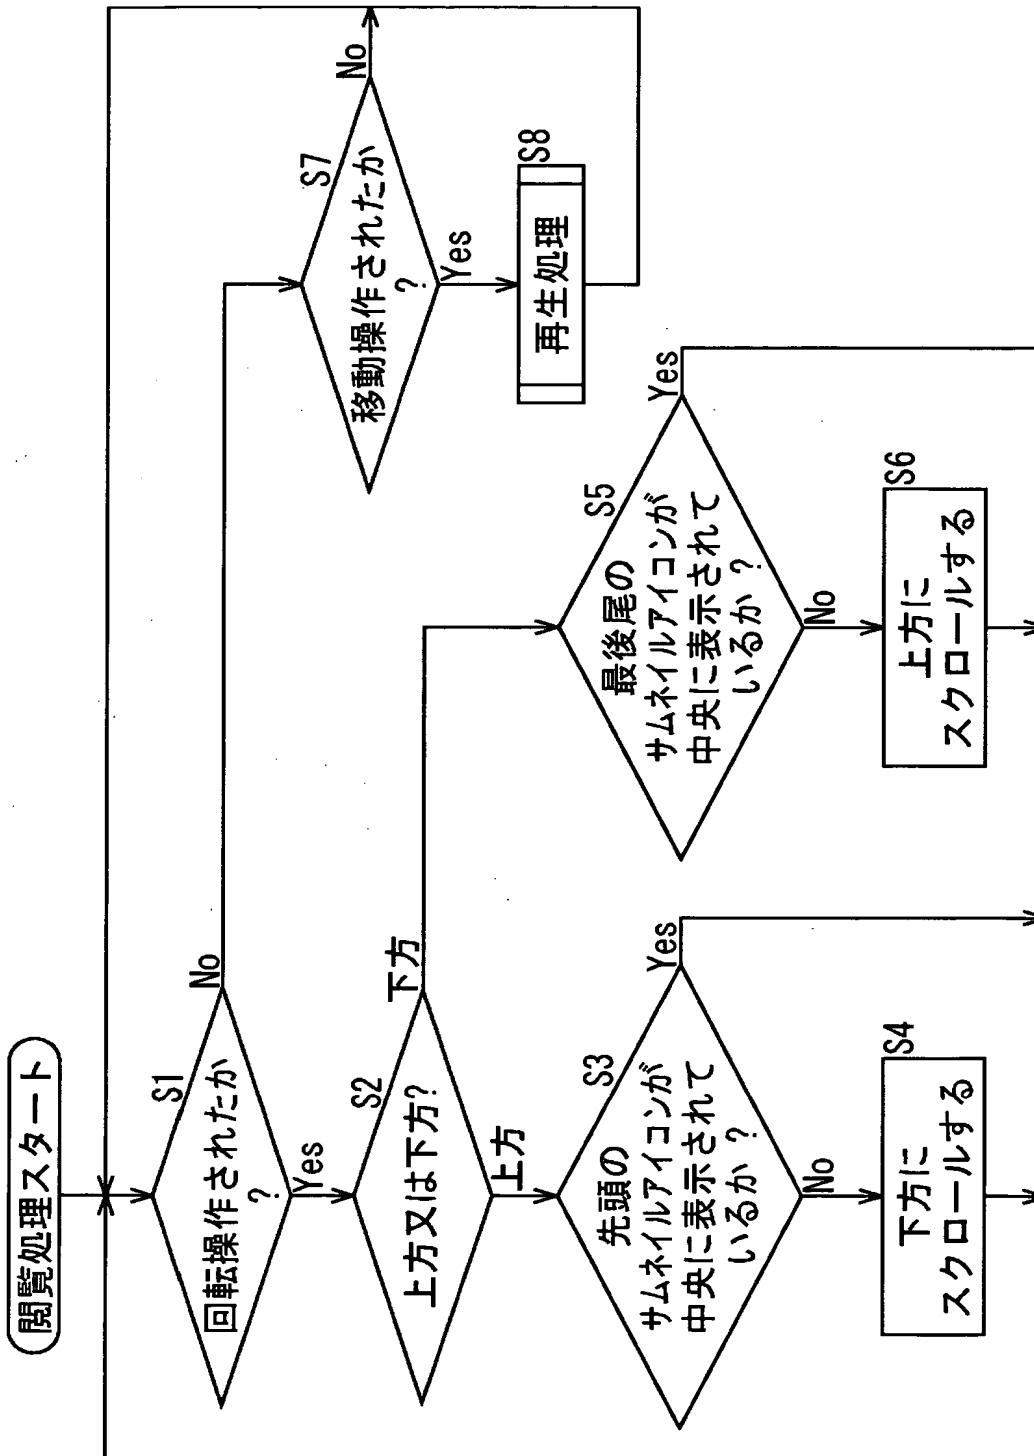 閲覧処理スタート
S1
回転操作されたか
?
No
Yes
S2
上方又は下方?
下方
上方
S3
先頭の
サムネイルアイコンが
中央に表示されて
いるか ?
Yes
No
S4
下方に
スクロールする
S5
最後尾の
サムネイルアイコンが
中央に表示されて
いるか ?
Yes
No
S6
上方に
スクロールする
S7
移動操作されたか
?
No
Yes
S8
再生処理